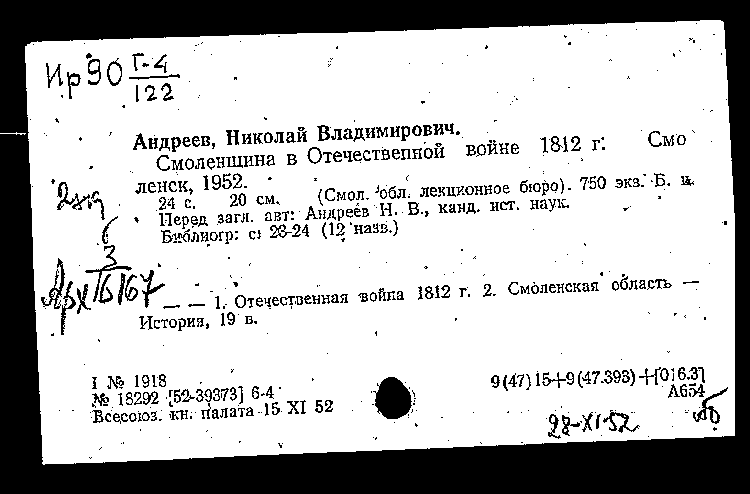 Ир 90 Г-4
122
Андреев, Николай Владимирович.
Смоленщина в Отечественной войне 1812 г. Смо
ленск, 1952.
24 с. 20 см. (Смол. обл. лекционное бюро). 750 экз. Б. ц.
Перед загл. авт: Андреев Н. В., канд. ист. наук.
Библиогр: с: 23-24 (12 назв.)
— — 1. Отечественная война 1812 г. 2. Смоленская область —
История, 19 в.
I № 1918
№ 18292 [52-39373] 6-4
Всесоюз. кн. палата 15 XI 52
9(47)15+9(47.393)+[016.3]
А654
28-XI-52